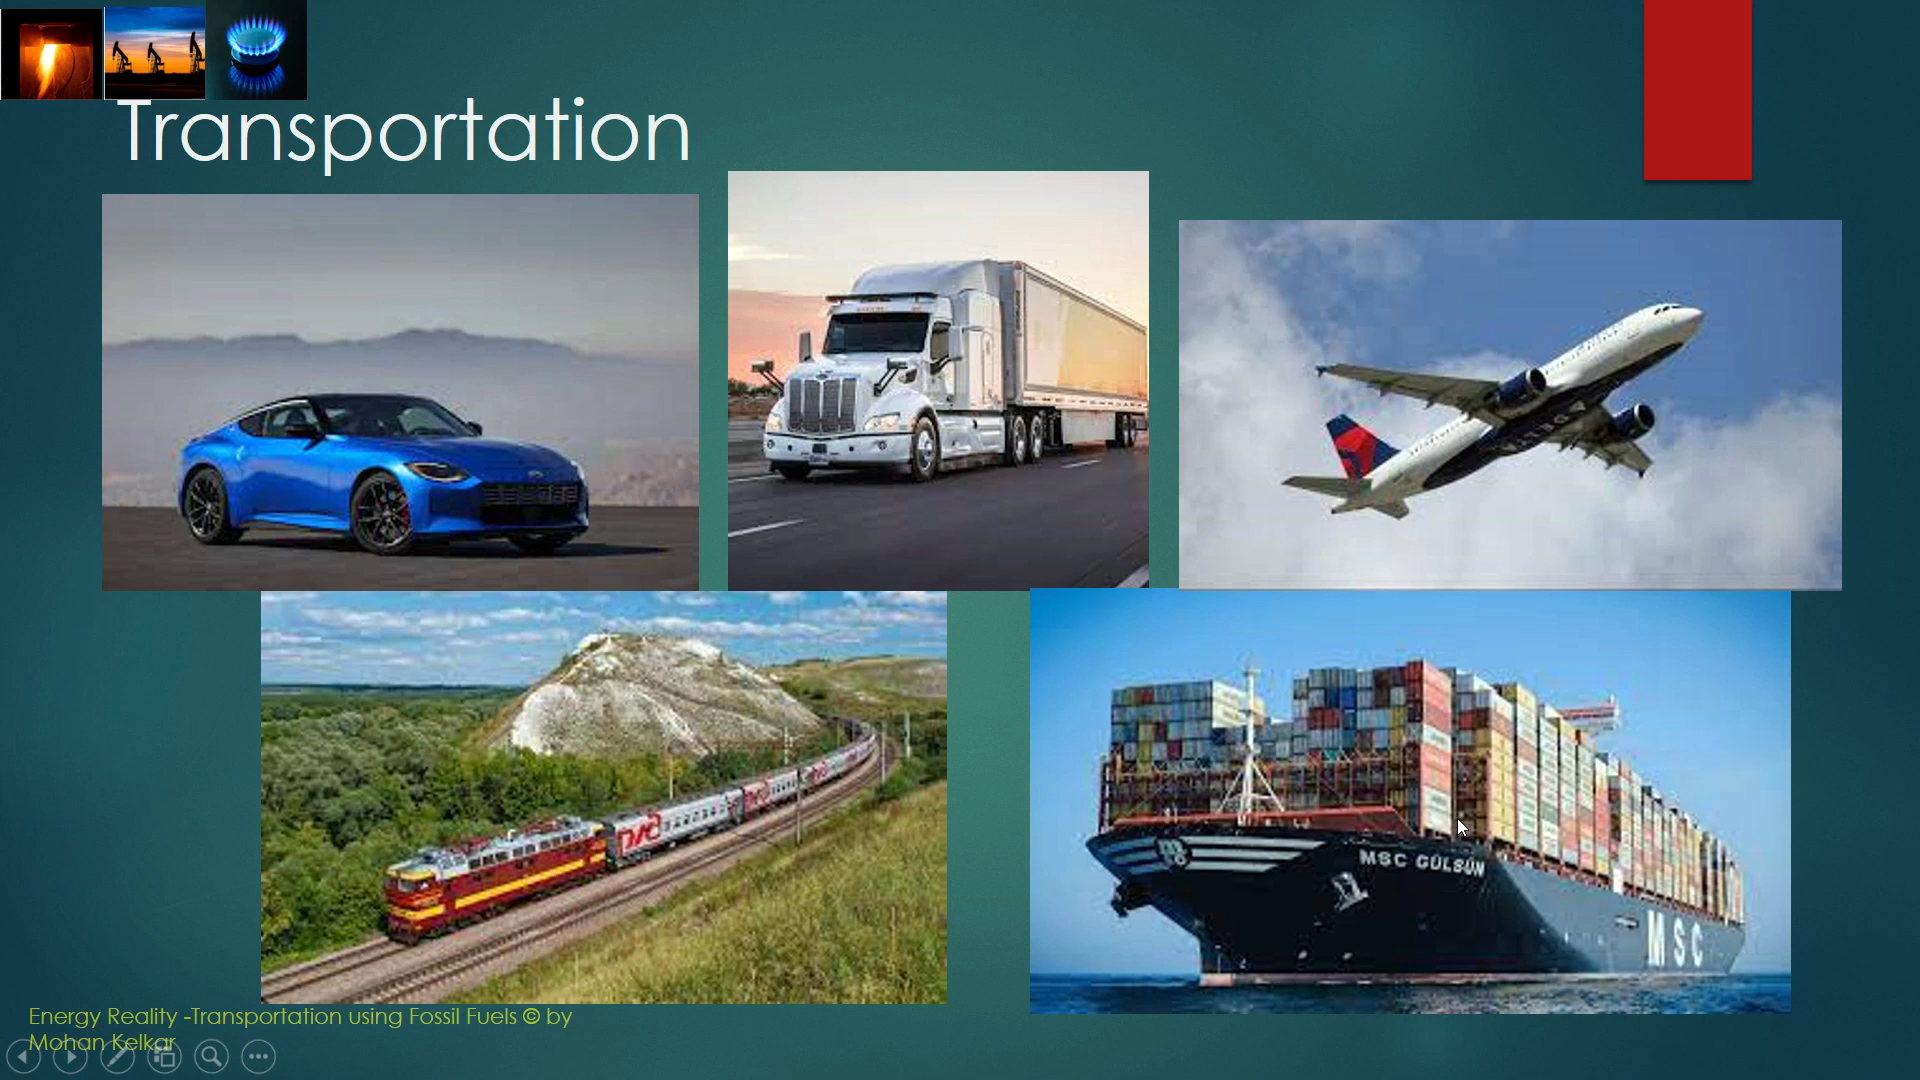 Transportation
MSC GÜLSÜN
MSC
Energy Reality -Transportation using Fossil Fuels © by
Mohan Kelkar